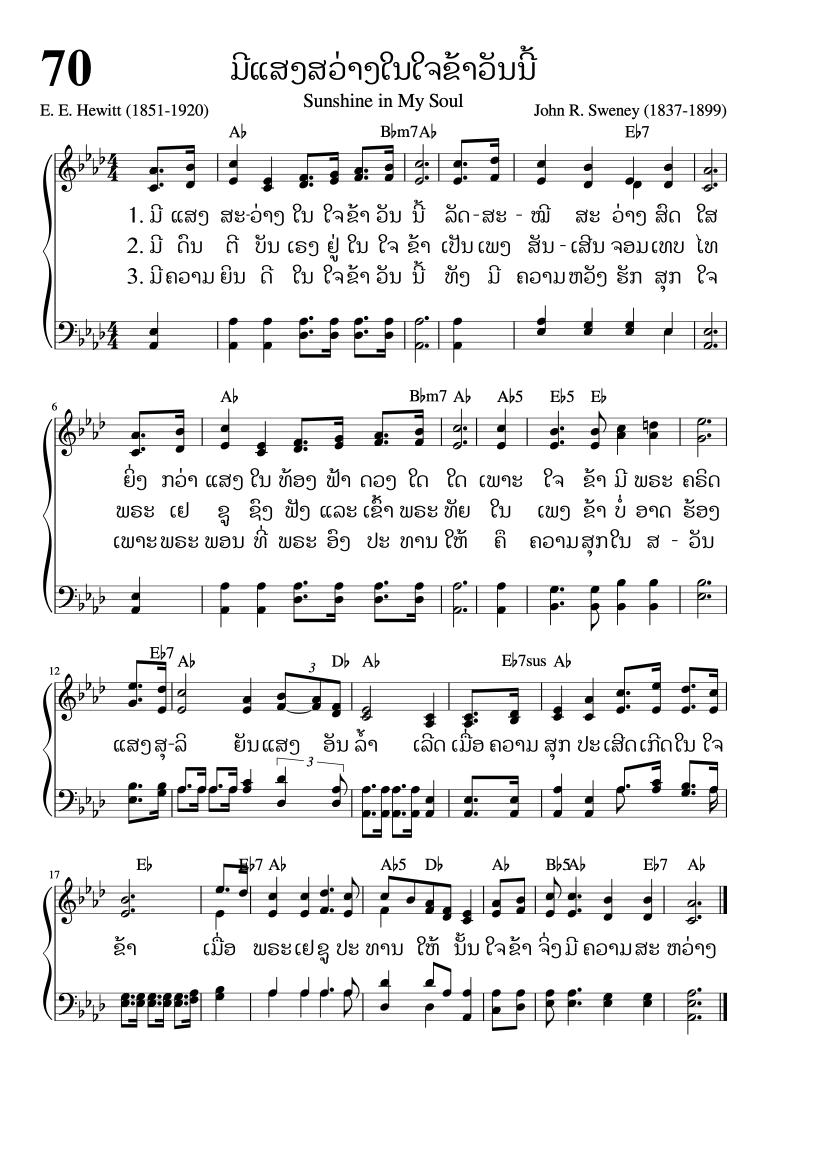 70
ມີແສງສວ່າງໃນໃຈຂ້າວັນນີ້
Sunshine in My Soul
E. E. Hewitt (1851-1920) John R. Sweney (1837-1899)
A♭ B♭m7 A♭ E♭7
1. ມີ ແສງ ສະ-ວ່າງ ໃນ ໃຈຂ້າ ວັນ ນີ້ ລັດ-ສະ - ໝີ ສະ ວ່າງ ສົດ ໃສ
2. ມີ ດົນ ຕີ ບັນ ເຣງ ຢູ່ ໃນ ໃຈ ຂ້າ ເປັນ ເພງ ສັນ - ເສີນ ຈອມ ເທບ ໄທ
3. ມີ ຄວາມ ຍິນ ດີ ໃນ ໃຈຂ້າ ວັນ ນີ້ ທັງ ມີ ຄວາມ ຫວັງ ຮັກ ສຸກ ໃຈ
6 A♭ B♭m7 A♭ A♭5 E♭5 E♭
ຍິ່ງ ກວ່າ ແສງ ໃນ ທ້ອງ ຟ້າ ດວງ ໃດ ໃດ ເພາະ ໃຈ ຂ້າ ມີ ພຣະ ຄຣິດ
ພຣະ ເຢ ຊູ ຊົງ ຟັງ ແລະ ເຂົ້າ ພຣະ ທັຍ ໃນ ເພງ ຂ້າ ບໍ່ ອາດ ຮ້ອງ
ເພາະ ພຣະ ພອນ ທີ່ ພຣະ ອົງ ປະ ທານ ໃຫ້ ຄຶ ຄວາມ ສຸກ ໃນ ສ - ວັນ
12 E♭7 A♭ 3 D♭ A♭ E♭7sus A♭
ແສງ ສຸ-ລິ ຍັນ ແສງ ອັນ ລ້ຳ ເລີດ ເມື່ອ ຄວາມ ສຸກ ປະ ເສີດ ເກີດ ໃນ ໃຈ
3
17 E♭ E♭7 A♭ A♭5 D♭ A♭ B♭5 A♭ E♭7 A♭
ຂ້າ ເມື່ອ ພຣະ ເຢ ຊູ ປະ ທານ ໃຫ້ ນັ້ນ ໃຈ ຂ້າ ຈິ່ງ ມີ ຄວາມ ສະ ຫວ່າງ